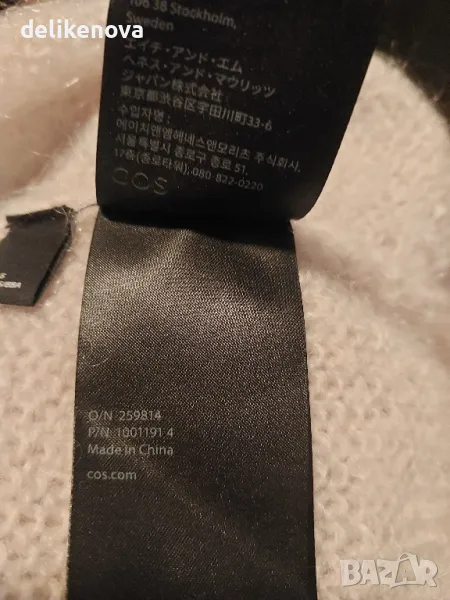 © delikenova
106 38 Stockholm,
Sweden
エイチ・アンド・エム
ヘネス・アンド・マウリッツ
ジャパン(株)
東京都渋谷区宇田川町33-6
수입자명 :
에이치앤엠헤네스앤모리츠 주식회사,
서울특별시 종로구 종로 51,
17층(종로타워), 080-822-0220
COS
O/N 259814
P/N 1001191 4
Made in China
cos.com
BAZAR